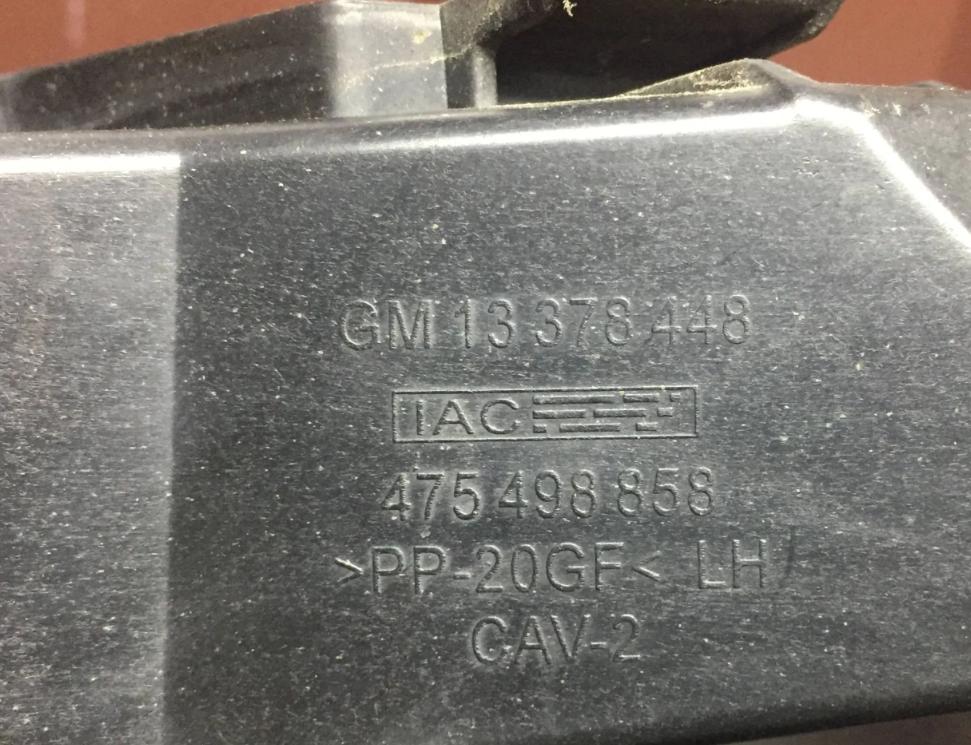 GM 13 378 448
IAC
475 498 858
>PP-20GF< LH
CAV-2